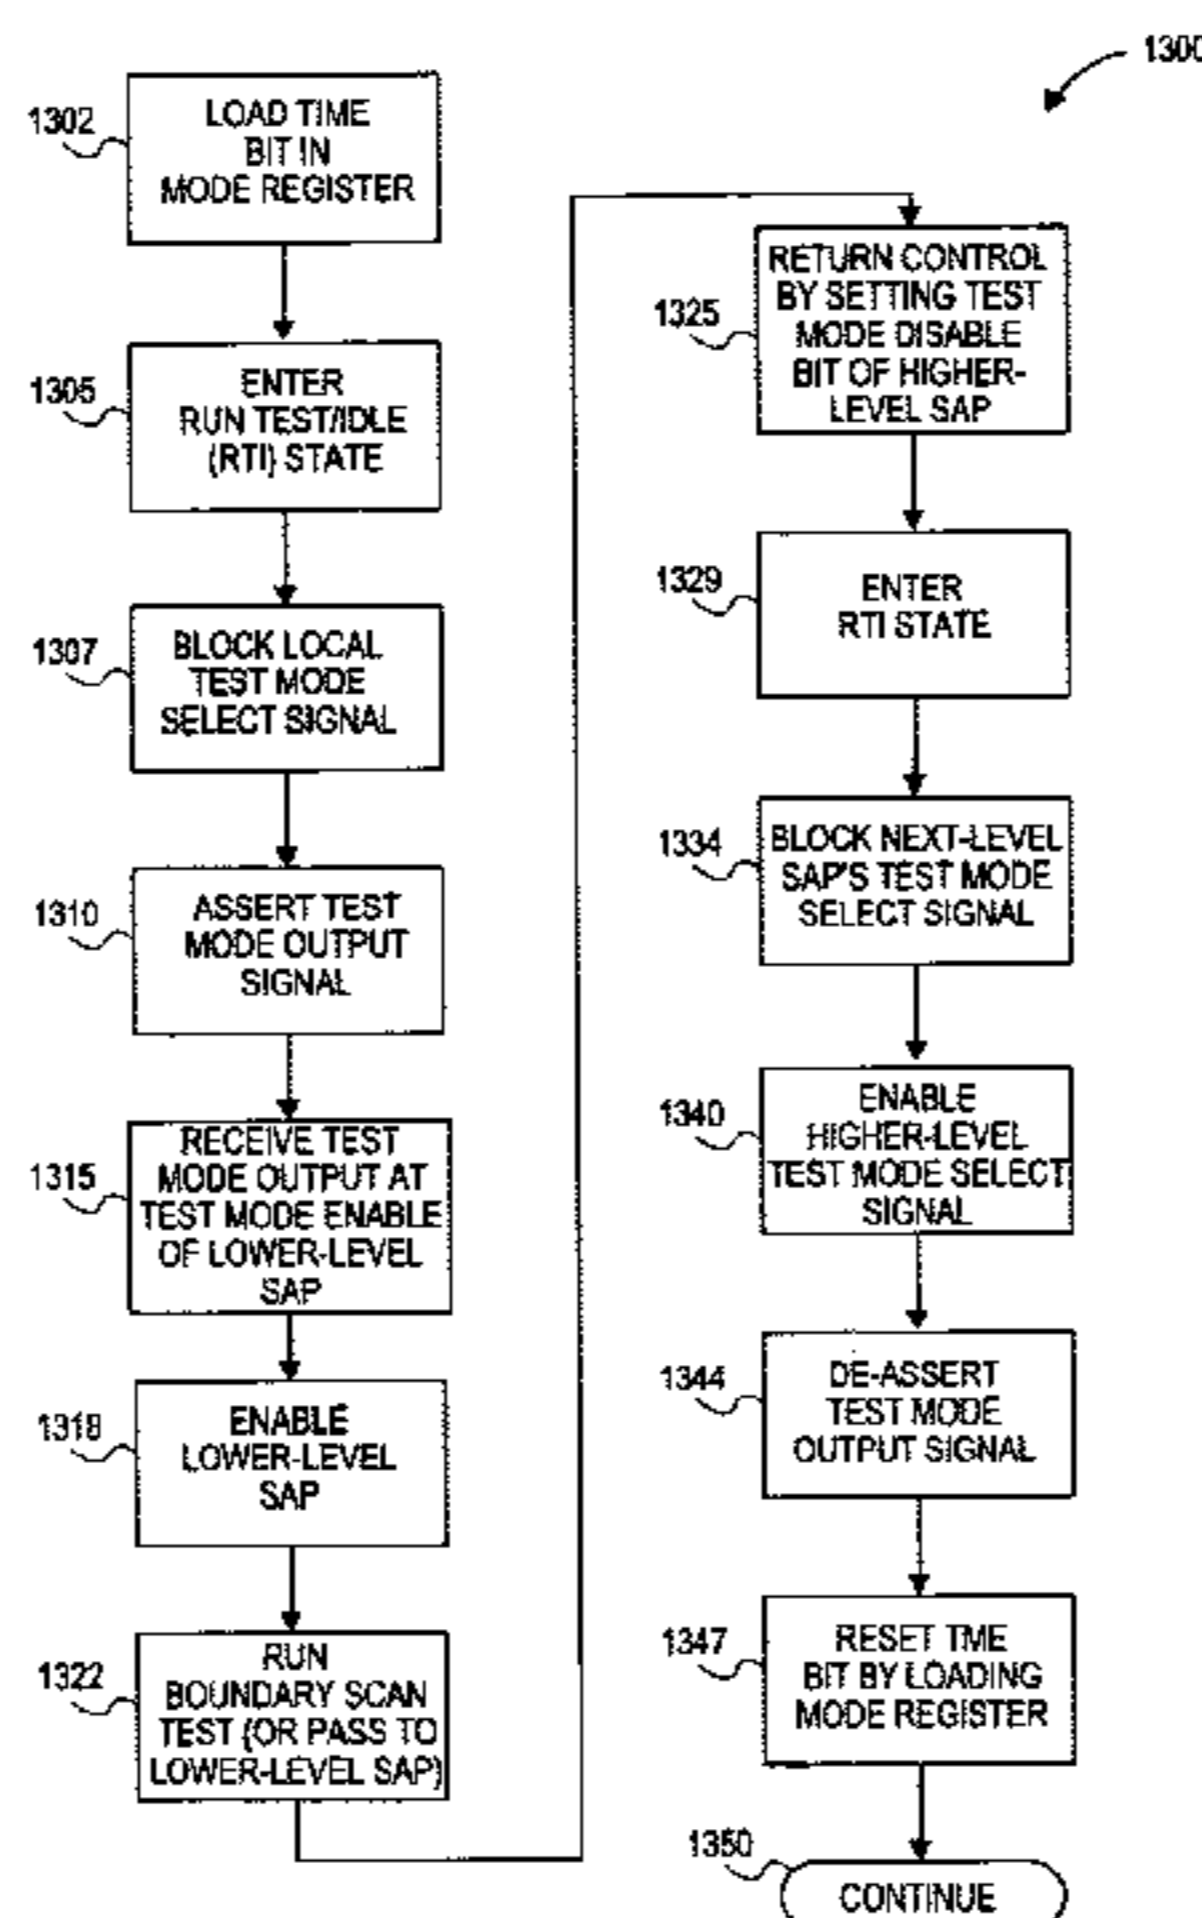 1300
1302
LOAD TIME
BIT IN
MODE REGISTER
1305
ENTER
RUN TEST/IDLE
(RTI) STATE
1307
BLOCK LOCAL
TEST MODE
SELECT SIGNAL
1310
ASSERT TEST
MODE OUTPUT
SIGNAL
1315
RECEIVE TEST
MODE OUTPUT AT
TEST MODE ENABLE
OF LOWER-LEVEL
SAP
1318
ENABLE
LOWER-LEVEL
SAP
1322
RUN
BOUNDARY SCAN
TEST (OR PASS TO
LOWER-LEVEL SAP)
1325
RETURN CONTROL
BY SETTING TEST
MODE DISABLE
BIT OF HIGHER-
LEVEL SAP
1329
ENTER
RTI STATE
1334
BLOCK NEXT-LEVEL
SAP'S TEST MODE
SELECT SIGNAL
1340
ENABLE
HIGHER-LEVEL
TEST MODE SELECT
SIGNAL
1344
DE-ASSERT
TEST MODE
OUTPUT SIGNAL
1347
RESET TME
BIT BY LOADING
MODE REGISTER
1350
CONTINUE